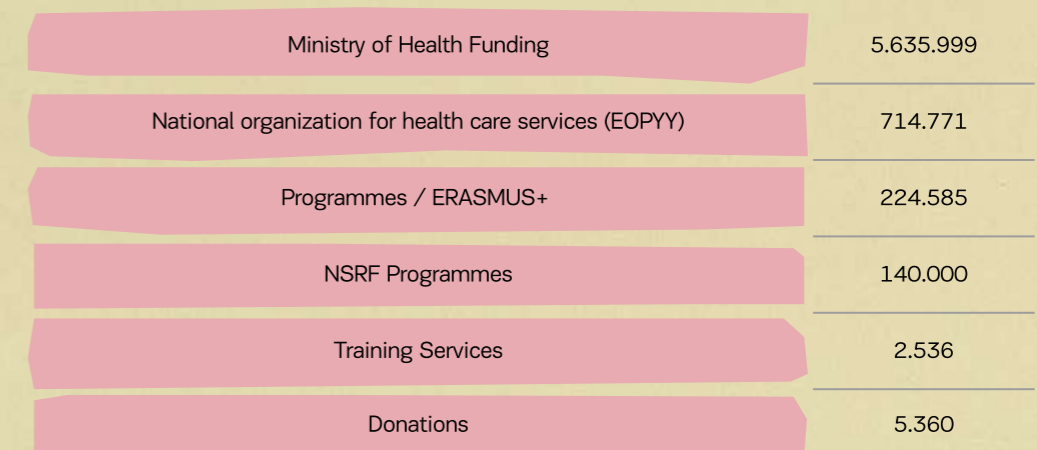 Ministry of Health Funding 5.635.999
National organization for health care services (EOPYY) 714.771
Programmes / ERASMUS+ 224.585
NSRF Programmes 140.000
Training Services 2.536
Donations 5.360